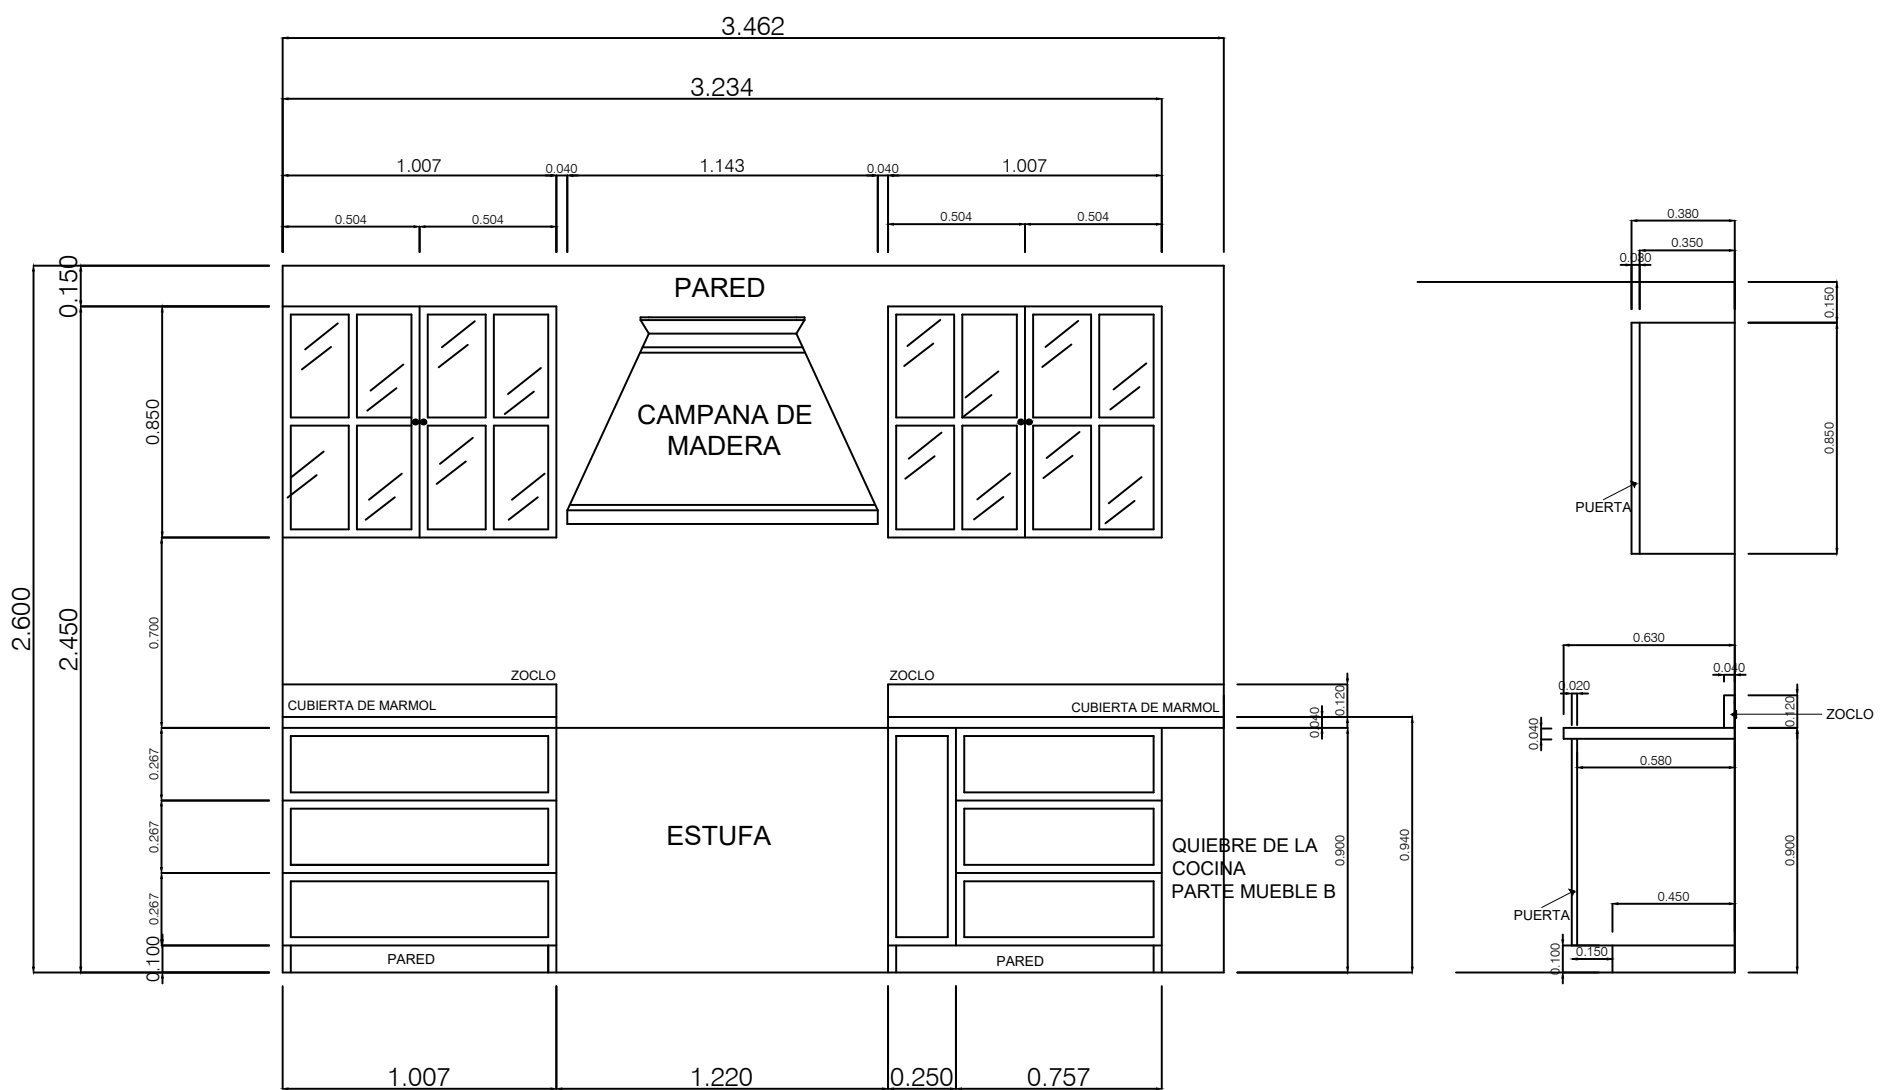 3.462
3.234
1.007
0.040
1.143
0.040
1.007
0.504
0.504
0.504
0.504
0.380
0.350
0.030
0.150
PARED
0.150
0.850
CAMPANA DE
MADERA
0.850
PUERTA
2.600
2.450
0.700
0.630
0.040
0.020
ZOCLO
ZOCLO
0.120
0.120
CUBIERTA DE MARMOL
CUBIERTA DE MARMOL
ZOCLO
0.040
0.040
0.580
0.267
0.267
0.267
ESTUFA
QUIEBRE DE LA
COCINA
PARTE MUEBLE B
0.900
0.940
0.900
0.450
PUERTA
0.100
PARED
PARED
0.100
0.150
1.007
1.220
0.250
0.757